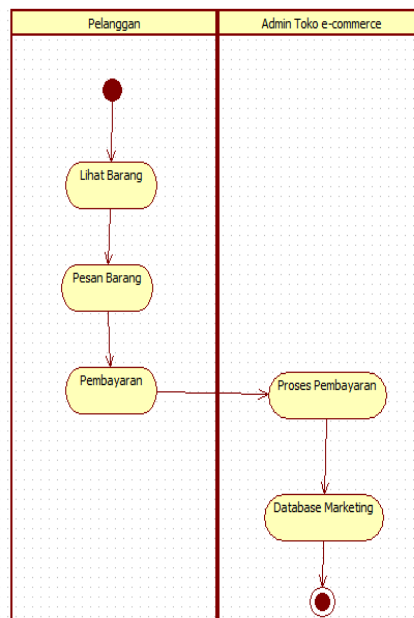 Pelanggan
Admin Toko e-commerce
Lihat Barang
Pesan Barang
Pembayaran
Proses Pembayaran
Database Marketing